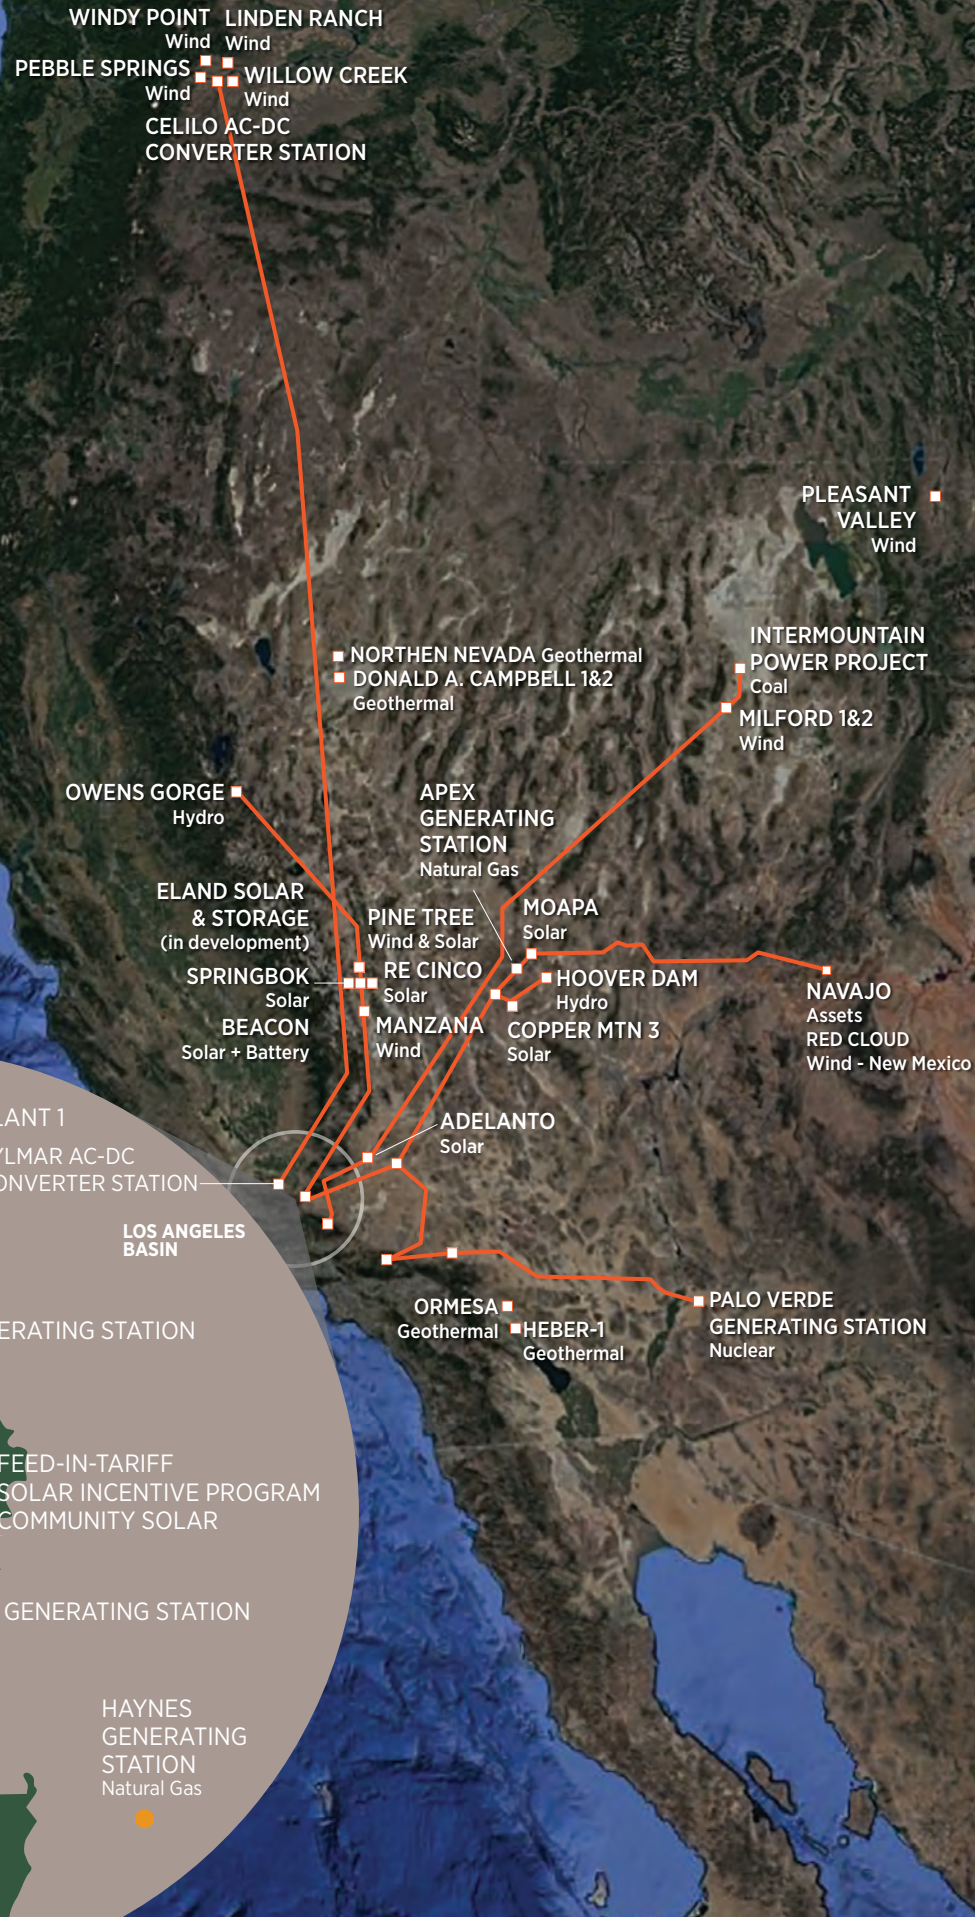 WINDY POINT
Wind
LINDEN RANCH
Wind
PEBBLE SPRINGS
Wind
WILLOW CREEK
Wind
CELILO AC-DC
CONVERTER STATION
PLEASANT
VALLEY
Wind
INTERMOUNTAIN
POWER PROJECT
Coal
MILFORD 1&2
Wind
NORTHEN NEVADA Geothermal
DONALD A. CAMPBELL 1&2
Geothermal
OWENS GORGE
Hydro
APEX
GENERATING
STATION
Natural Gas
ELAND SOLAR
& STORAGE
(in development)
PINE TREE
Wind & Solar
MOAPA
Solar
SPRINGBOK
Solar
RE CINCO
Solar
HOOVER DAM
Hydro
NAVAJO
Assets
RED CLOUD
Wind - New Mexico
BEACON
Solar + Battery
MANZANA
Wind
COPPER MTN 3
Solar
ADELANTO
Solar
LANT 1
YLMAR AC-DC
ONVERTER STATION
LOS ANGELES
BASIN
ORMESA
Geothermal
HEBER-1
Geothermal
PALO VERDE
GENERATING STATION
Nuclear
ERATING STATION
FEED-IN-TARIFF
SOLAR INCENTIVE PROGRAM
COMMUNITY SOLAR
GENERATING STATION
HAYNES
GENERATING
STATION
Natural Gas